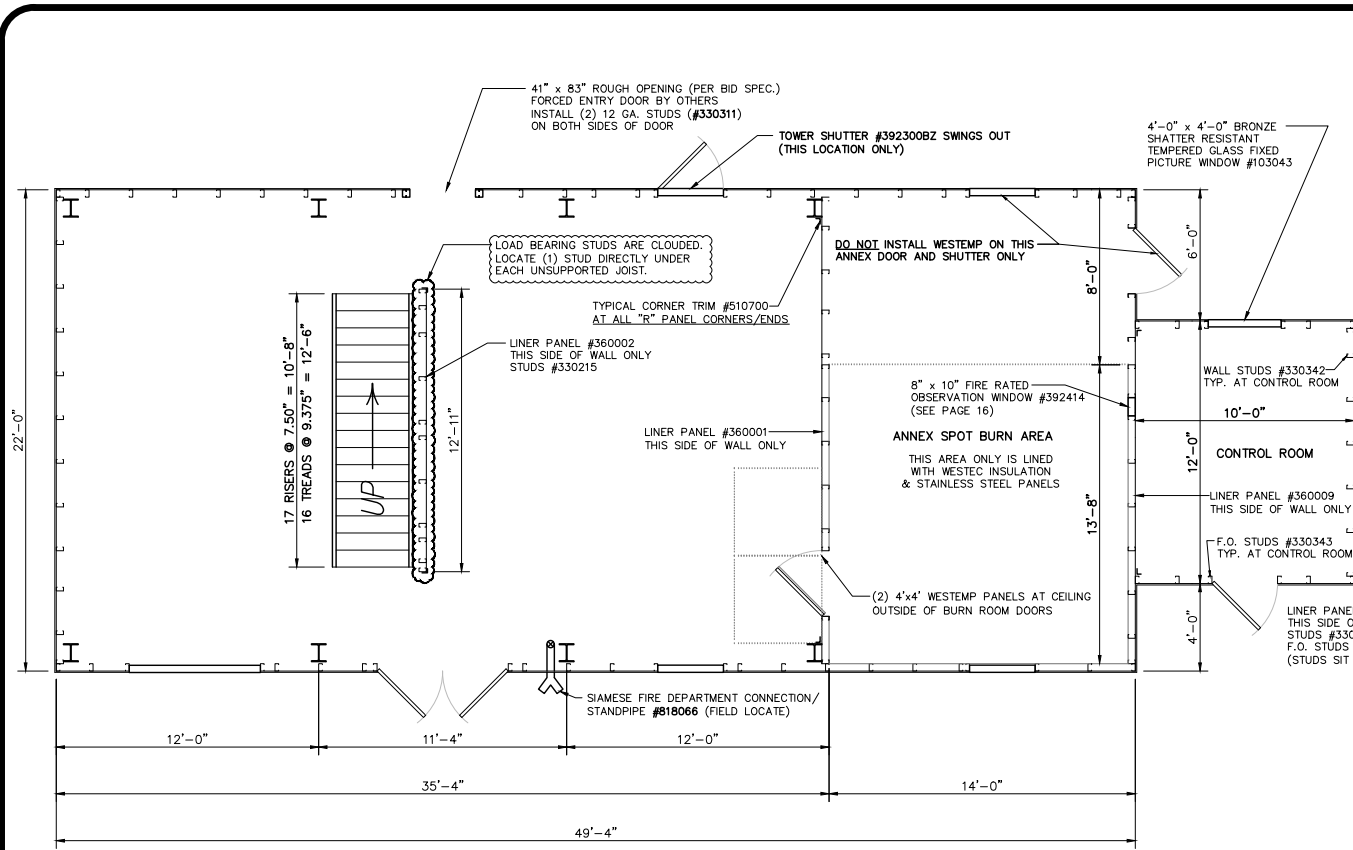 41" x 83" ROUGH OPENING (PER BID SPEC.)
FORCED ENTRY DOOR BY OTHERS
INSTALL (2) 12 GA. STUDS (#330311)
ON BOTH SIDES OF DOOR
TOWER SHUTTER #392300BZ SWINGS OUT
(THIS LOCATION ONLY)
4'-0" x 4'-0" BRONZE
SHATTER RESISTANT
TEMPERED GLASS FIXED
PICTURE WINDOW #103043
LOAD BEARING STUDS ARE CLOUDED.
LOCATE (1) STUD DIRECTLY UNDER
EACH UNSUPPORTED JOIST.
DO NOT INSTALL WESTEMP ON THIS
ANNEX DOOR AND SHUTTER ONLY
8'-0"
6'-0"
TYPICAL CORNER TRIM #510700
AT ALL "R" PANEL CORNERS/ENDS
LINER PANEL #360002
THIS SIDE OF WALL ONLY
STUDS #330215
17 RISERS @ 7.50" = 10'-8"
16 TREADS @ 9.375" = 12'-6"
UP
12'-11"
22'-0"
WALL STUDS #330342
TYP. AT CONTROL ROOM
8" x 10" FIRE RATED
OBSERVATION WINDOW #392414
(SEE PAGE 16)
10'-0"
LINER PANEL #360001
THIS SIDE OF WALL ONLY
ANNEX SPOT BURN AREA
THIS AREA ONLY IS LINED
WITH WESTEC INSULATION
& STAINLESS STEEL PANELS
13'-8"
12'-0"
CONTROL ROOM
LINER PANEL #360009
THIS SIDE OF WALL ONLY
F.O. STUDS #330343
TYP. AT CONTROL ROOM
(2) 4'x4' WESTEMP PANELS AT CEILING
OUTSIDE OF BURN ROOM DOORS
4'-0"
LINER PANE
THIS SIDE O
STUDS #330
F.O. STUDS
(STUDS SIT
SIAMESE FIRE DEPARTMENT CONNECTION/
STANDPIPE #818066 (FIELD LOCATE)
12'-0"
11'-4"
12'-0"
35'-4"
14'-0"
49'-4"